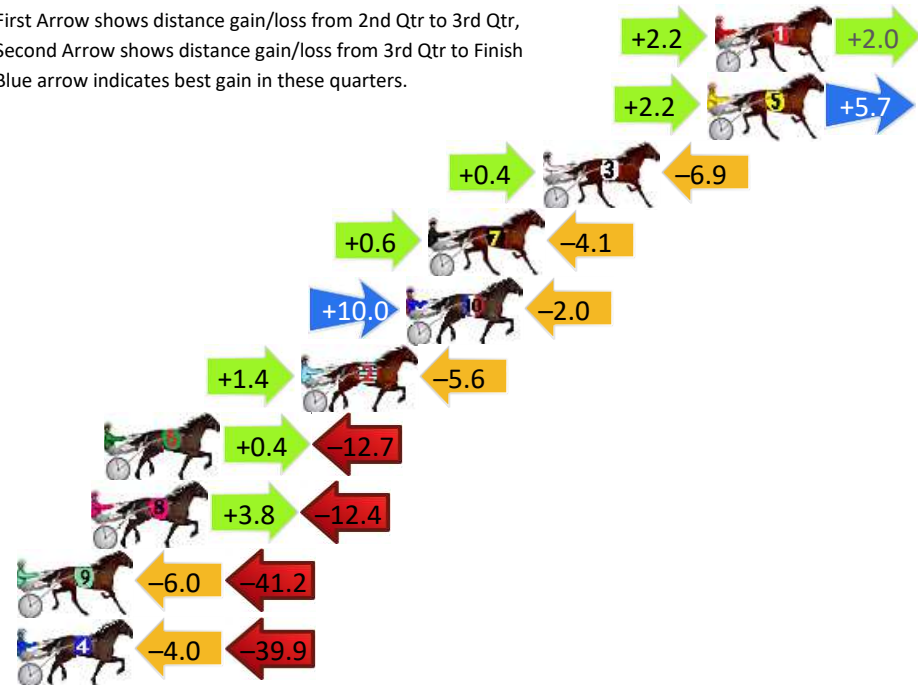 First Arrow shows distance gain/loss from 2nd Qtr to 3rd Qtr,
Second Arrow shows distance gain/loss from 3rd Qtr to Finish
Blue arrow indicates best gain in these quarters.
+2.2 1 +2.0
+2.2 5 +5.7
+0.4 3 –6.9
+0.6 7 –4.1
+10.0 10 –2.0
+1.4 2 –5.6
6 +0.4 –12.7
8 +3.8 –12.4
9 –6.0 –41.2
4 –4.0 –39.9